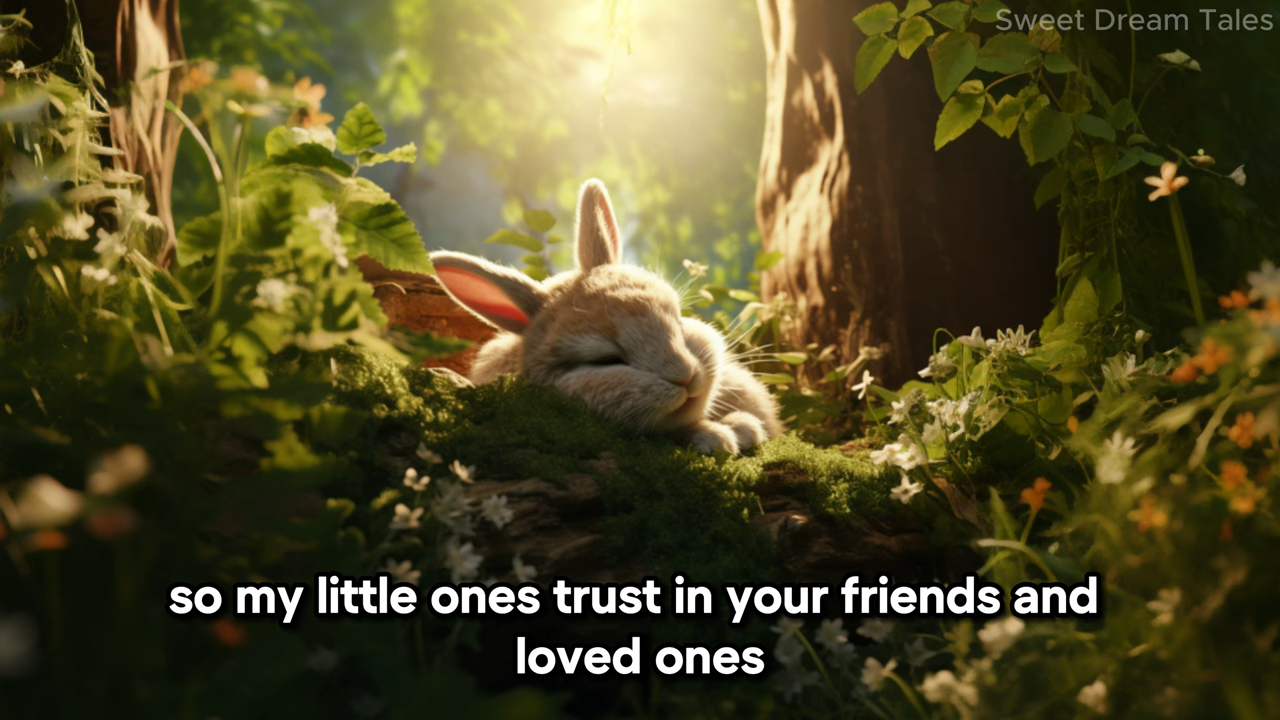 Sweet Dream Tales
so my little ones trust in your friends and
loved ones